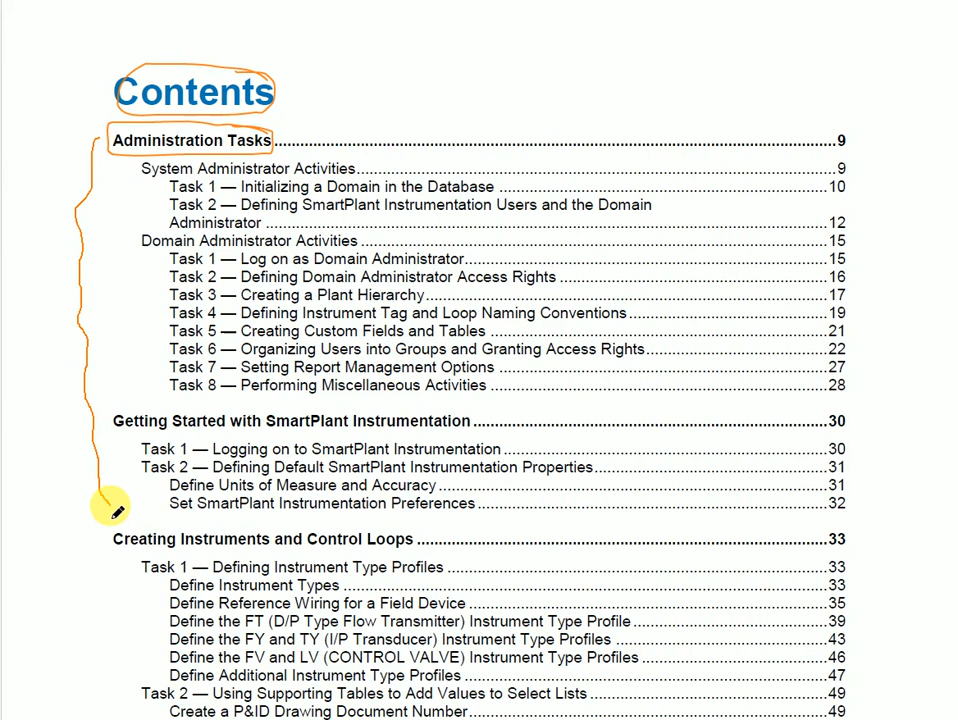 Contents
Administration Tasks 9
System Administrator Activities 9
Task 1 — Initializing a Domain in the Database 10
Task 2 — Defining SmartPlant Instrumentation Users and the Domain
Administrator 12
Domain Administrator Activities 15
Task 1 — Log on as Domain Administrator 15
Task 2 — Defining Domain Administrator Access Rights 16
Task 3 — Creating a Plant Hierarchy 17
Task 4 — Defining Instrument Tag and Loop Naming Conventions 19
Task 5 — Creating Custom Fields and Tables 21
Task 6 — Organizing Users into Groups and Granting Access Rights 22
Task 7 — Setting Report Management Options 27
Task 8 — Performing Miscellaneous Activities 28
Getting Started with SmartPlant Instrumentation 30
Task 1 — Logging on to SmartPlant Instrumentation 30
Task 2 — Defining Default SmartPlant Instrumentation Properties 31
Define Units of Measure and Accuracy 31
Set SmartPlant Instrumentation Preferences 32
Creating Instruments and Control Loops 33
Task 1 — Defining Instrument Type Profiles 33
Define Instrument Types 33
Define Reference Wiring for a Field Device 35
Define the FT (D/P Type Flow Transmitter) Instrument Type Profile 39
Define the FY and TY (I/P Transducer) Instrument Type Profiles 43
Define the FV and LV (CONTROL VALVE) Instrument Type Profiles 46
Define Additional Instrument Type Profiles 47
Task 2 — Using Supporting Tables to Add Values to Select Lists 49
Create a P&ID Drawing Document Number 49